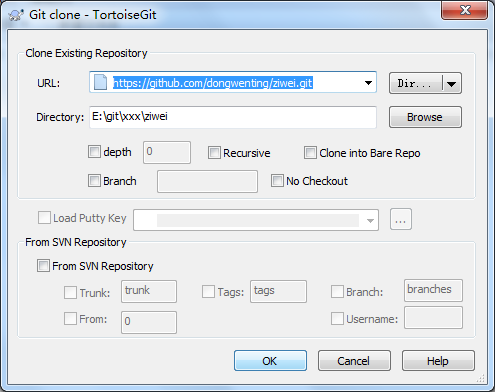 Git clone - TortoiseGit
Clone Existing Repository
URL: https://github.com/dongwenting/ziwei.git Dir...
Directory: E:\git\xxx\ziwei Browse
depth 0 Recursive Clone into Bare Repo
Branch No Checkout
Load Putty Key ...
From SVN Repository
From SVN Repository
Trunk: trunk Tags: tags Branch: branches
From: 0 Username:
OK Cancel Help